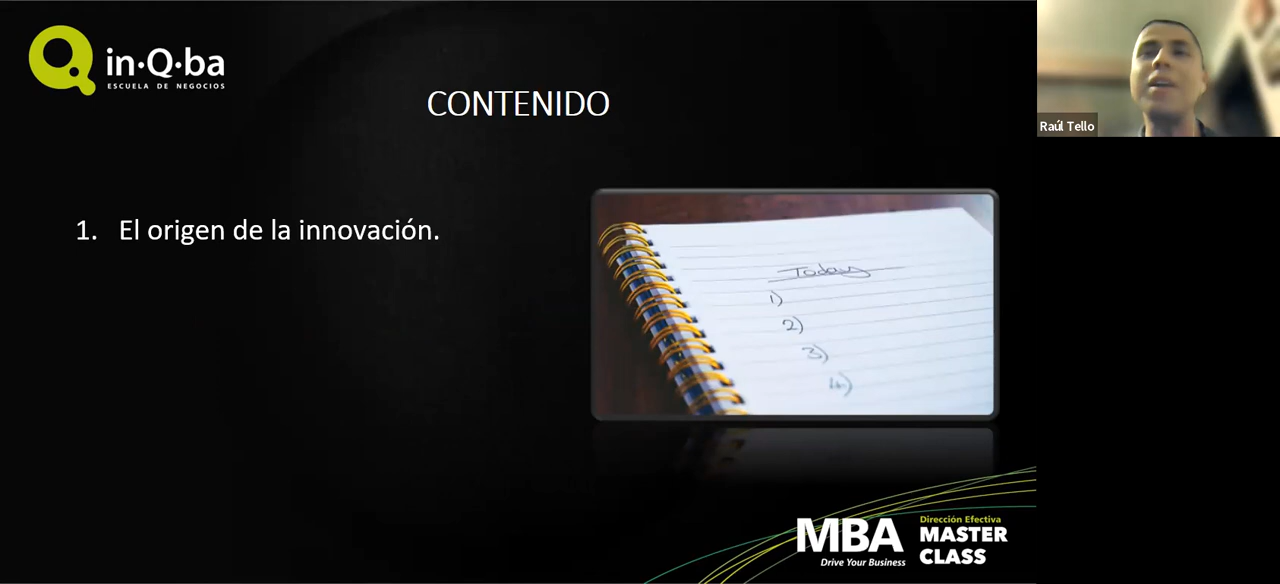 in·Q·ba
ESCUELA DE NEGOCIOS
CONTENIDO
Raúl Tello
1. El origen de la innovación.
Today
1)
2)
3)
4)
MBA
Drive Your Business
Dirección Efectiva
MASTER
CLASS